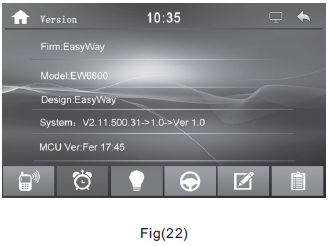 Version 10:35
Firm:EasyWay
Model:EW6800
Design:EasyWay
System: V2.11.500.31->1.0->Ver 1.0
MCU Ver:Fer 17:45
Fig(22)